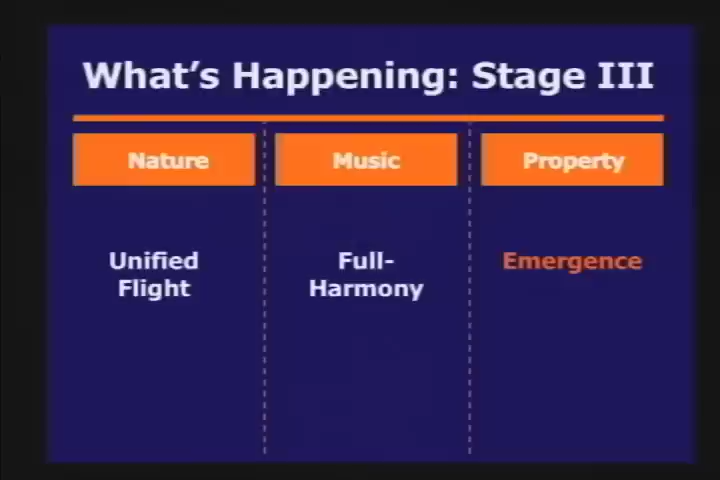 What's Happening: Stage III
Nature
Music
Property
Unified
Flight
Full-
Harmony
Emergence